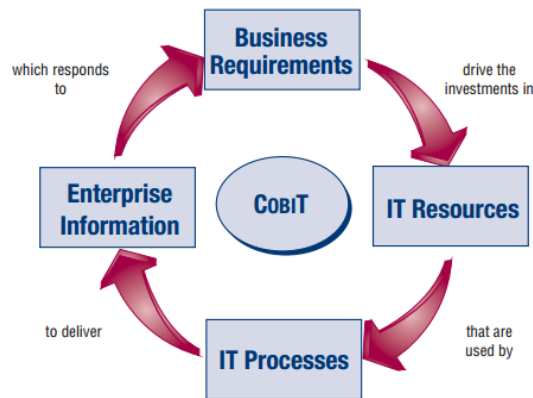 Business
Requirements
which responds
to
drive the
investments in
Enterprise
Information
COBIT
IT Resources
to deliver
that are
used by
IT Processes